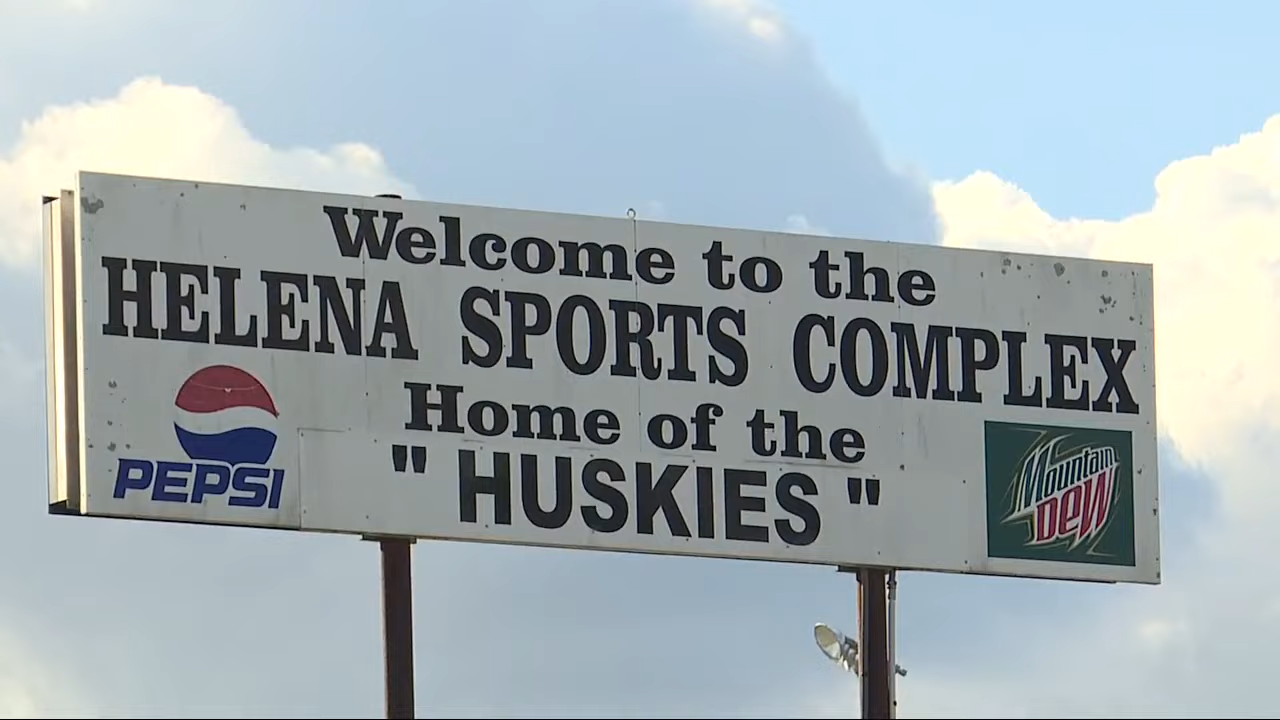 Welcome to the
HELENA SPORTS COMPLEX
Home of the
" HUSKIES "
PEPSI
Mountain
DEW